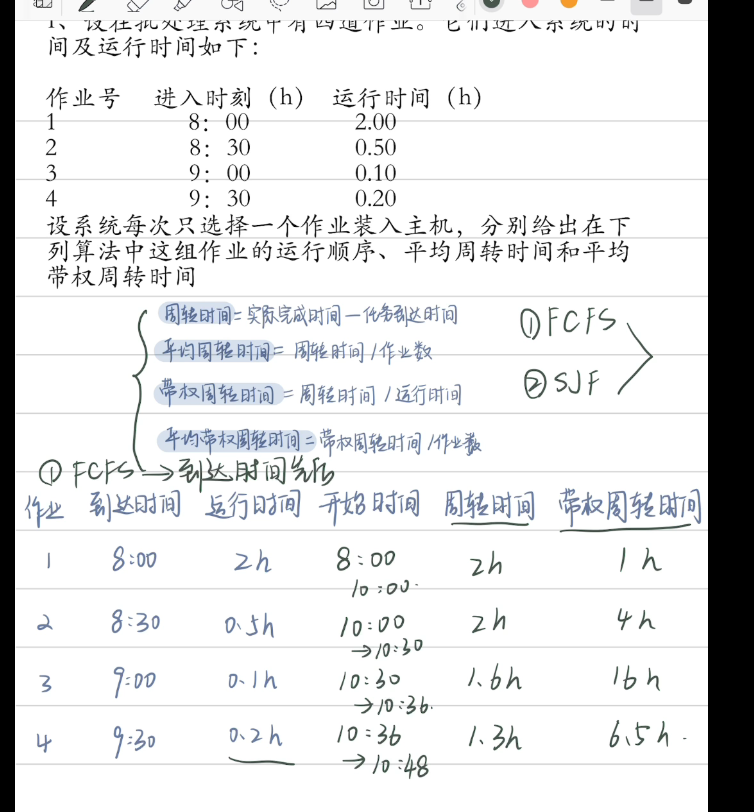 1、设在批处理系统中有四道作业。它们进入系统的时
间及运行时间如下：
作业号 进入时刻（h） 运行时间（h）
1 8：00 2.00
2 8：30 0.50
3 9：00 0.10
4 9：30 0.20
设系统每次只选择一个作业装入主机，分别给出在下
列算法中这组作业的运行顺序、平均周转时间和平均
带权周转时间
周转时间=实际完成时间-任务到达时间
平均周转时间=周转时间/作业数
带权周转时间=周转时间/运行时间
平均带权周转时间=带权周转时间/作业数
①FCFS
②SJF
① FCFS→到达时间先后
作业 到达时间 运行时间 开始时间 周转时间 带权周转时间
1 8:00 2h 8:00 2h 1h
10:00
2 8:30 0.5h 10:00 2h 4h
→10:30
3 9:00 0.1h 10:30 1.6h 16h
→10:36
4 9:30 0.2h 10:36 1.3h 6.5h
→10:48